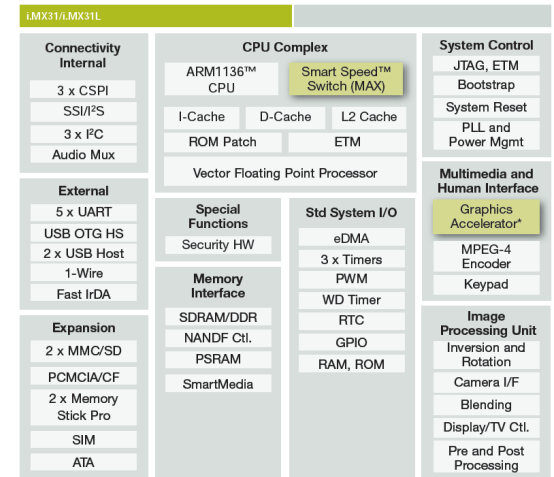 i.MX31/i.MX31L
Connectivity
Internal
3 x CSPI
SSI/I²S
3 x I²C
Audio Mux
External
5 x UART
USB OTG HS
2 x USB Host
1-Wire
Fast IrDA
Expansion
2 x MMC/SD
PCMCIA/CF
2 x Memory
Stick Pro
SIM
ATA
CPU Complex
ARM1136™
CPU
Smart Speed™
Switch (MAX)
I-Cache
D-Cache
L2 Cache
ROM Patch
ETM
Vector Floating Point Processor
Special
Functions
Security HW
Memory
Interface
SDRAM/DDR
NANDF Ctl.
PSRAM
SmartMedia
Std System I/O
eDMA
3 x Timers
PWM
WD Timer
RTC
GPIO
RAM, ROM
System Control
JTAG, ETM
Bootstrap
System Reset
PLL and
Power Mgmt
Multimedia and
Human Interface
Graphics
Accelerator*
MPEG-4
Encoder
Keypad
Image
Processing Unit
Inversion and
Rotation
Camera I/F
Blending
Display/TV Ctl.
Pre and Post
Processing